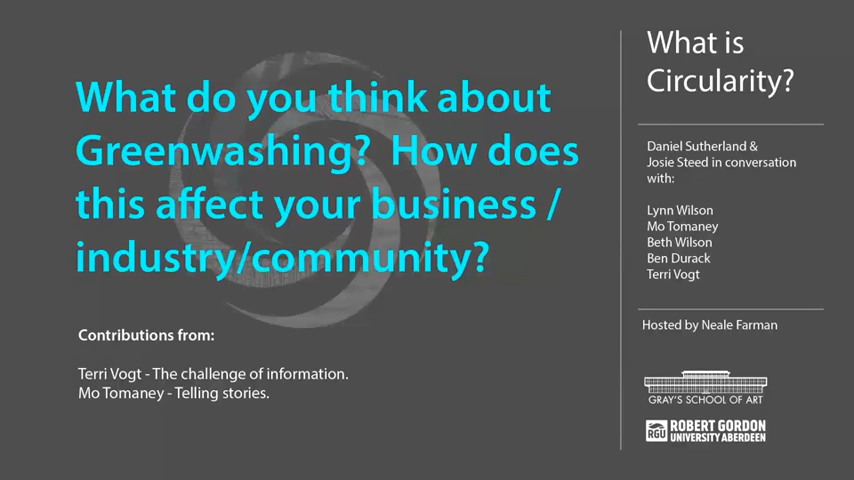 What do you think about
Greenwashing?  How does
this affect your business /
industry/community?
Contributions from:
Terri Vogt - The challenge of information.
Mo Tomaney - Telling stories.
What is
Circularity?
Daniel Sutherland &
Josie Steed in conversation
with:
Lynn Wilson
Mo Tomaney
Beth Wilson
Ben Durack
Terri Vogt
Hosted by Neale Farman
GRAY'S SCHOOL OF ART
RGU ROBERT GORDON
UNIVERSITY ABERDEEN